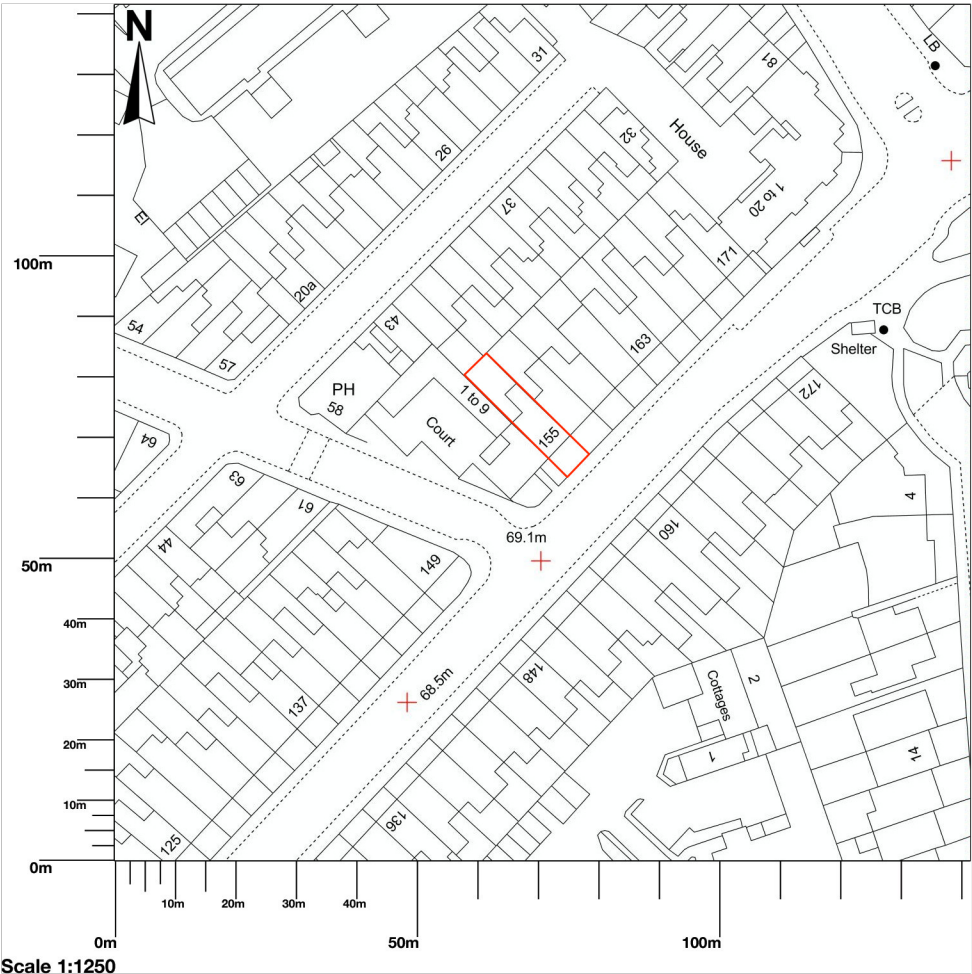 N
31
LB
81
32
House
26
El
37
1 to 20
171
100m
20a
54
43
163
TCB
Shelter
57
PH
58
1 to 9
172
Court
155
64
63
61
4
160
69.1m
44
149
50m
40m
148
30m
68.5m
Cottages
2
137
20m
1
14
10m
136
125
0m
10m
20m
30m
40m
0m
50m
100m
Scale 1:1250